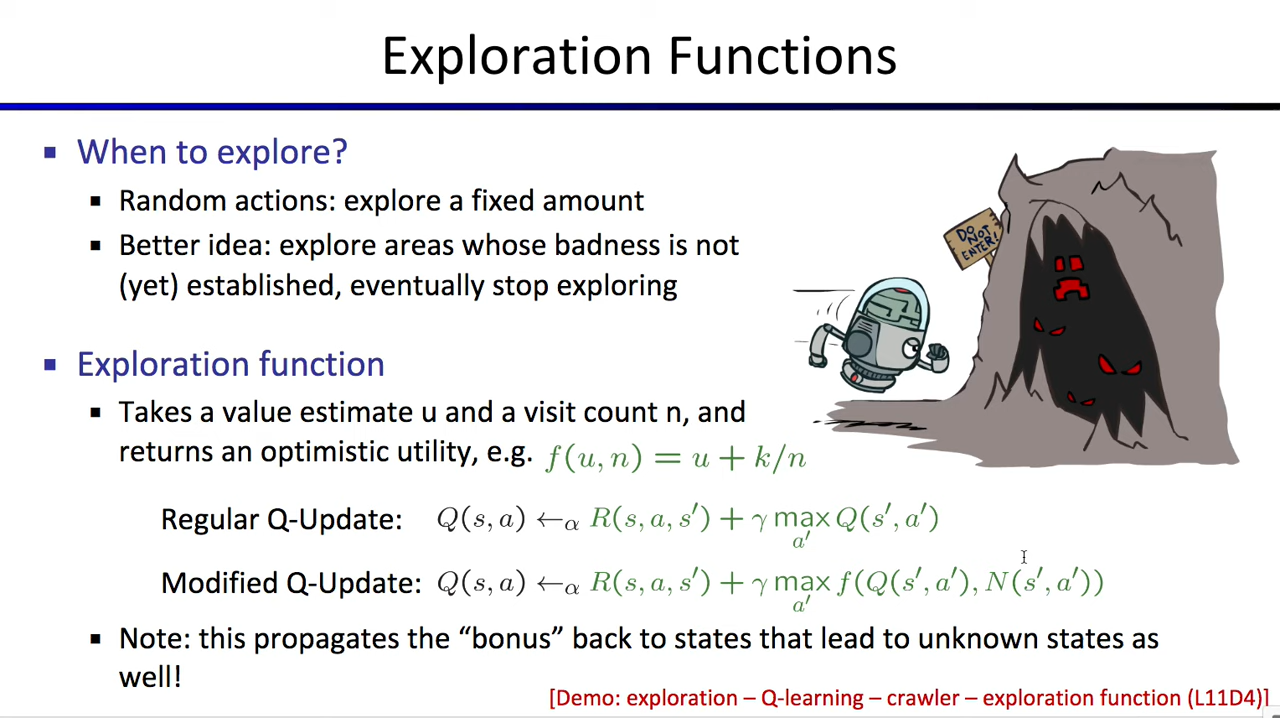 Exploration Functions
When to explore?
Random actions: explore a fixed amount
Better idea: explore areas whose badness is not
(yet) established, eventually stop exploring
DO
NOT
ENTER!
Exploration function
Takes a value estimate u and a visit count n, and
returns an optimistic utility, e.g. f(u, n) = u + k/n
Regular Q-Update: Q(s, a) ←α R(s, a, s′) + γ max Q(s′, a′)
a′
Modified Q-Update: Q(s, a) ←α R(s, a, s′) + γ max f(Q(s′, a′), N(s′, a′))
a′
Note: this propagates the “bonus” back to states that lead to unknown states as
well!
[Demo: exploration – Q-learning – crawler – exploration function (L11D4)]